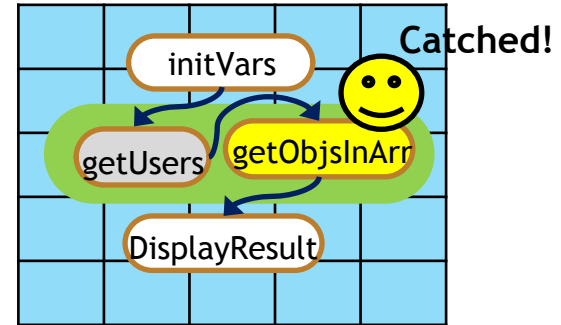 Catched!
initVars
getUsers
getObjsInArr
DisplayResult